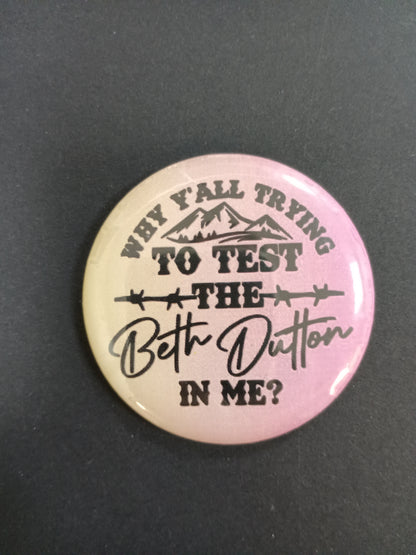 WHY Y'ALL TRYING
TO TEST
THE
Beth Dutton
IN ME?